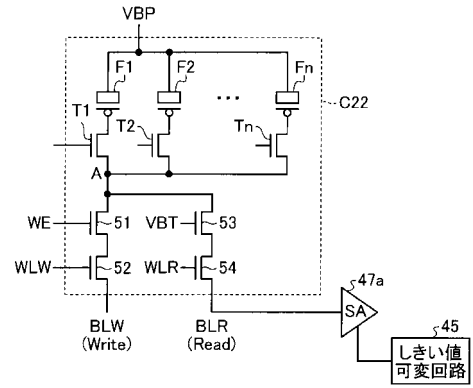 VBP
F1 F2 Fn
...
C22
T1 T2 Tn
A
WE 51 VBT 53
WLW 52 WLR 54
47a
SA
BLW BLR
(Write) (Read)
45
しきい値
可変回路